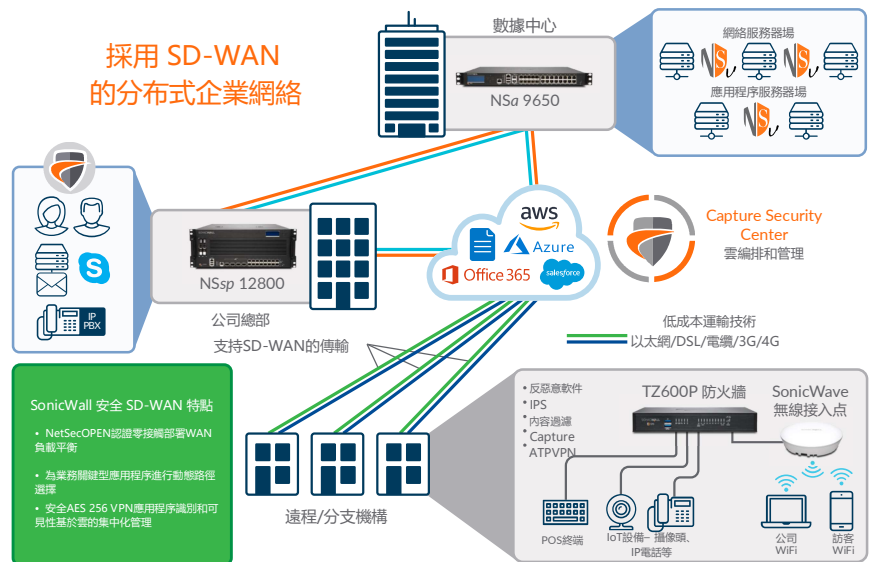 採用 SD-WAN
的分布式企業網絡
數據中心
NSa 9650
網絡服務器場
NSv
NSv
應用程序服務器場
NSv
NSsp 12800
IP
PBX
公司總部
支持SD-WAN的傳輸
aws
Azure
Office 365
salesforce
Capture Security
Center
雲編排和管理
低成本運輸技術
以太網/DSL/電纜/3G/4G
SonicWall 安全 SD-WAN 特點
• NetSecOPEN認證零接觸部署WAN
負載平衡
• 為業務關鍵型應用程序進行動態路徑
選擇
• 安全AES 256 VPN應用程序識別和可
見性基於雲的集中化管理
遠程/分支機構
• 反惡意軟件
• IPS
• 內容過濾
• Capture
• ATPVPN
TZ600P 防火牆
SonicWave
無線接入点
POS終端
IoT設備– 攝像頭、
IP電話等
公司
WiFi
訪客
WiFi